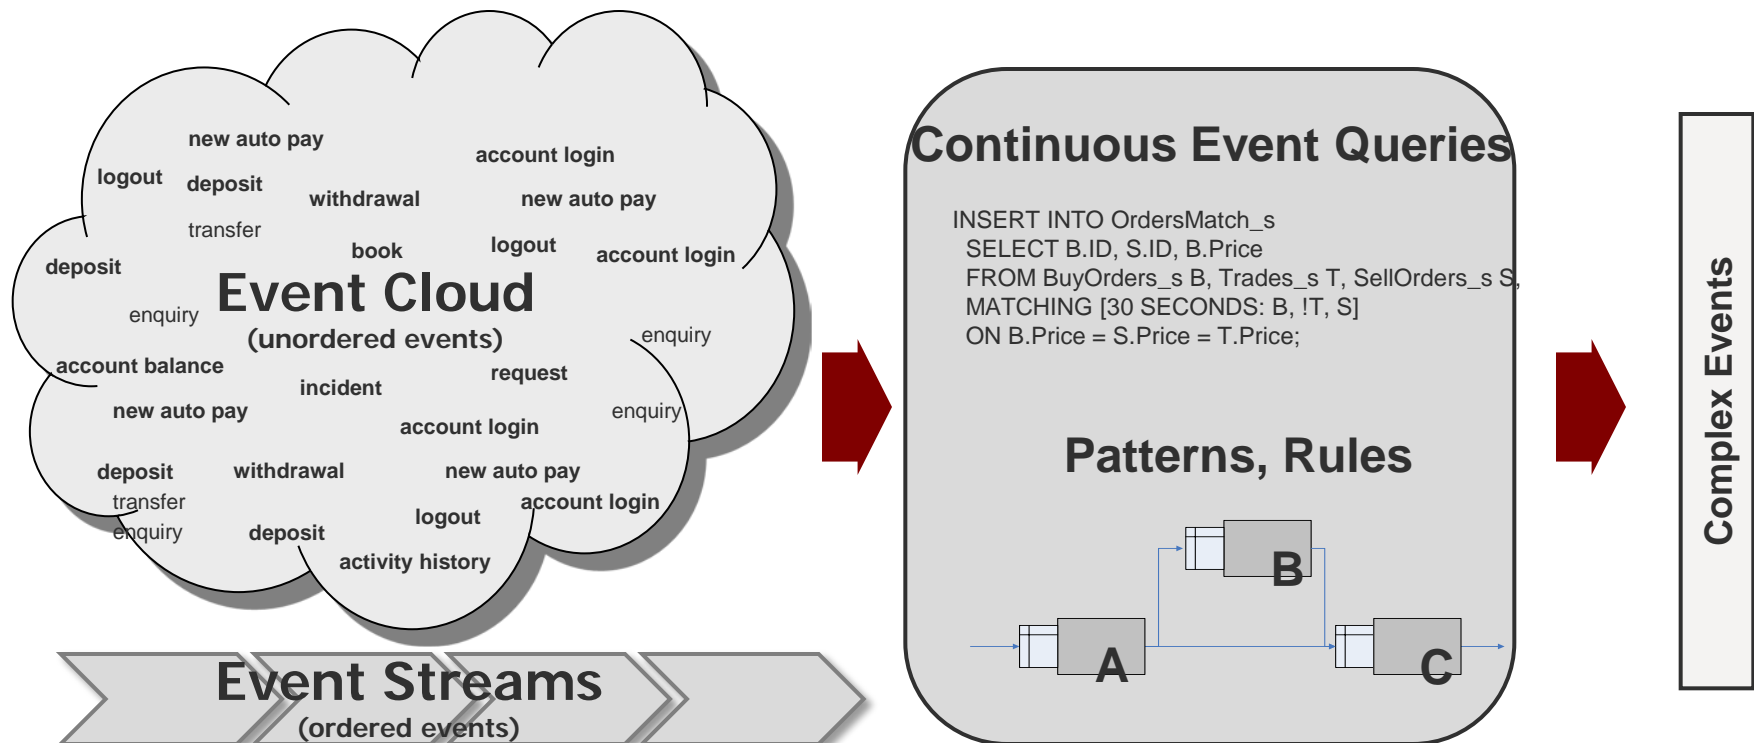 new auto pay
account login
logout
deposit
withdrawal
new auto pay
transfer
book
logout
account login
deposit
Event Cloud
(unordered events)
enquiry
enquiry
account balance
incident
request
new auto pay
enquiry
account login
deposit
withdrawal
new auto pay
transfer
account login
enquiry
deposit
logout
activity history
Event Streams
(ordered events)
Continuous Event Queries
INSERT INTO OrdersMatch_s
SELECT B.ID, S.ID, B.Price
FROM BuyOrders_s B, Trades_s T, SellOrders_s S,
MATCHING [30 SECONDS: B, !T, S]
ON B.Price = S.Price = T.Price;
Patterns, Rules
B
A
C
Complex Events